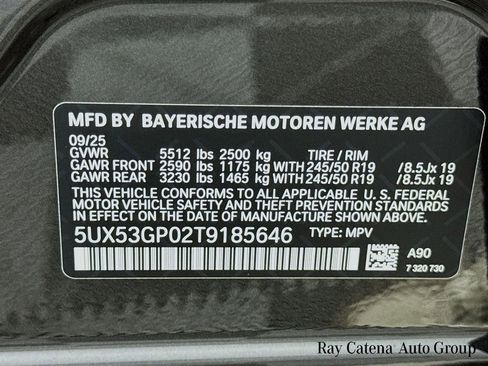 MFD BY BAYERISCHE MOTOREN WERKE AG
09/25
GVWR 5512 lbs 2500 kg TIRE / RIM
GAWR FRONT 2590 lbs 1175 kg WITH 245/50 R19 /8.5Jx 19
GAWR REAR 3230 lbs 1465 kg WITH 245/50 R19 /8.5Jx 19
THIS VEHICLE CONFORMS TO ALL APPLICABLE U. S. FEDERAL
MOTOR VEHICLE SAFETY AND THEFT PREVENTION STANDARDS
IN EFFECT ON THE DATE OF MANUFACTURE SHOWN ABOVE.
5UX53GP02T9185646 TYPE: MPV
A90
7 320 730
Ray Catena Auto Group